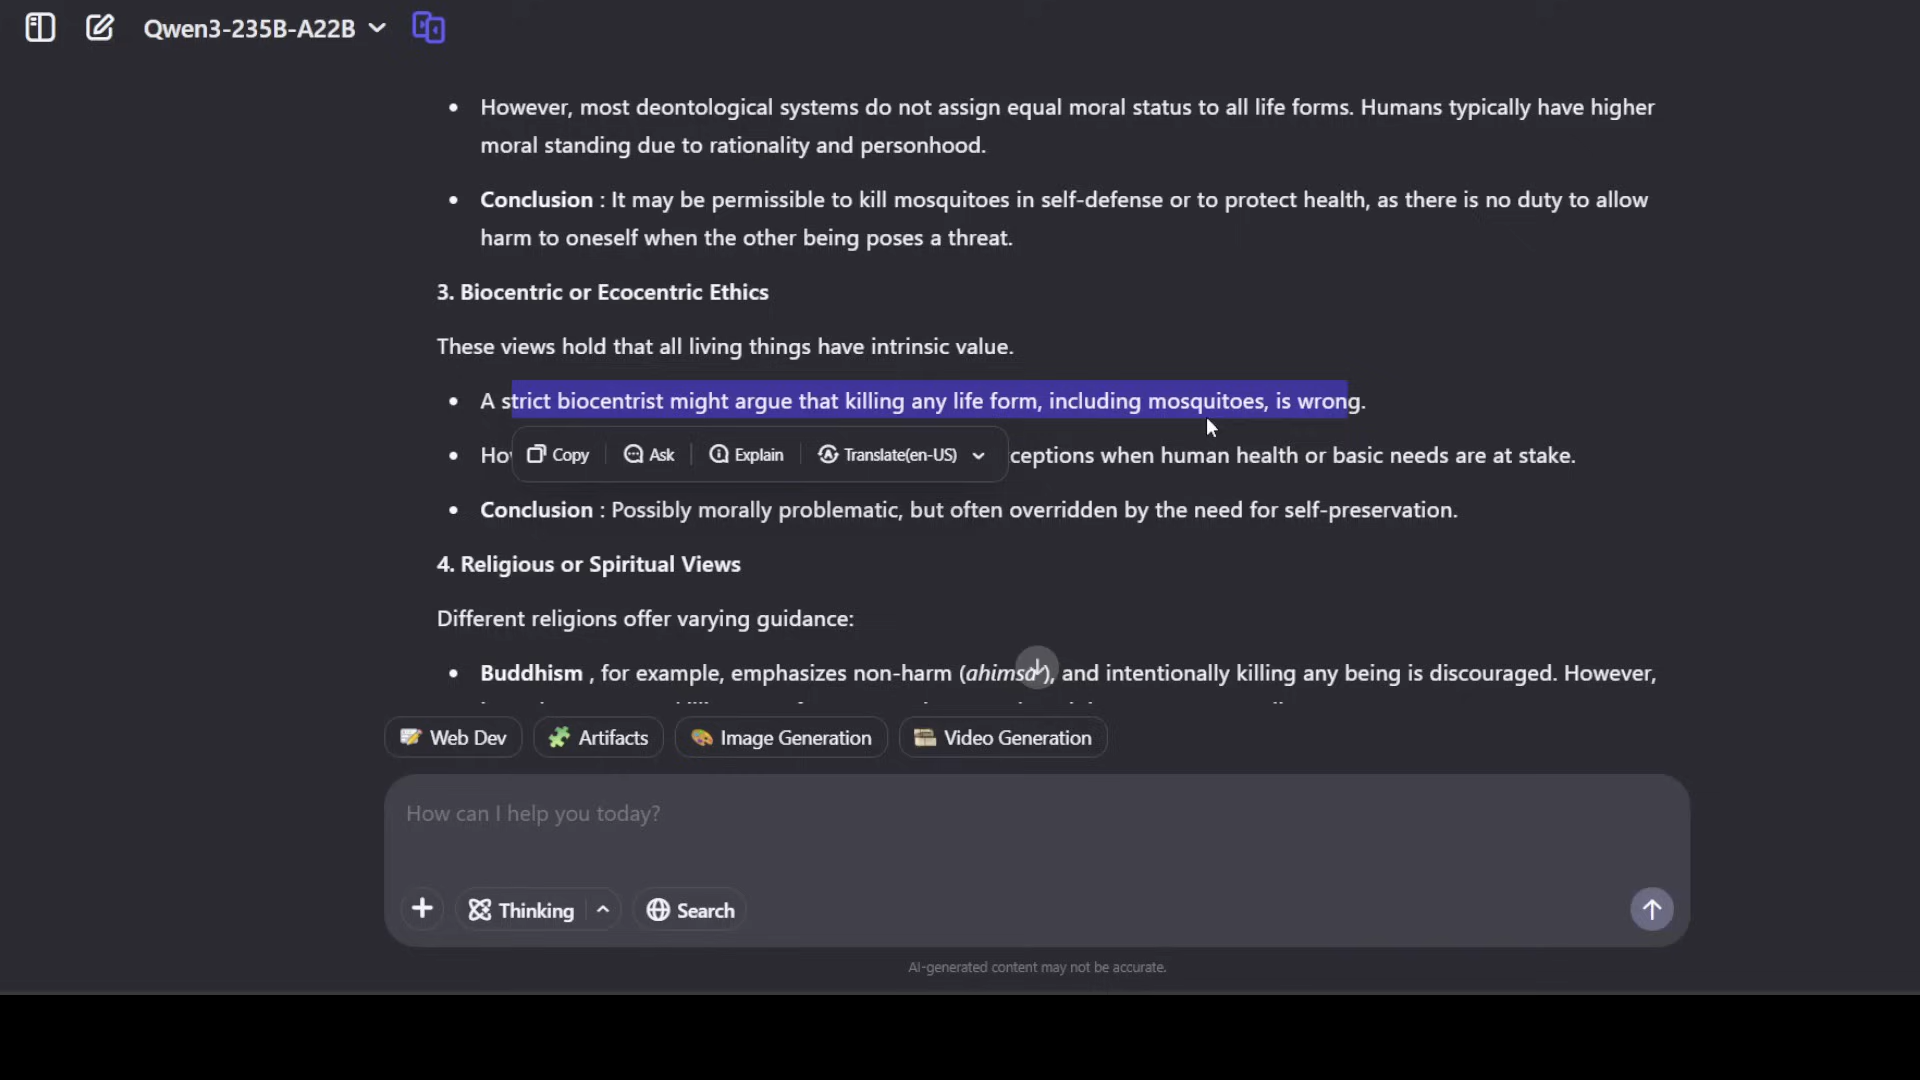 Qwen3-235B-A22B
However, most deontological systems do not assign equal moral status to all life forms. Humans typically have higher
moral standing due to rationality and personhood.
Conclusion : It may be permissible to kill mosquitoes in self-defense or to protect health, as there is no duty to allow
harm to oneself when the other being poses a threat.
3. Biocentric or Ecocentric Ethics
These views hold that all living things have intrinsic value.
• A strict biocentrist might argue that killing any life form, including mosquitoes, is wrong.
Copy Ask Explain Translate(en-US)
when human health or basic needs are at stake.
Conclusion : Possibly morally problematic, but often overridden by the need for self-preservation.
4. Religious or Spiritual Views
Different religions offer varying guidance:
Buddhism , for example, emphasizes non-harm (ahimsa), and intentionally killing any being is discouraged. However,
Web Dev Artifacts Image Generation Video Generation
How can I help you today?
Thinking Search
AI-generated content may not be accurate.